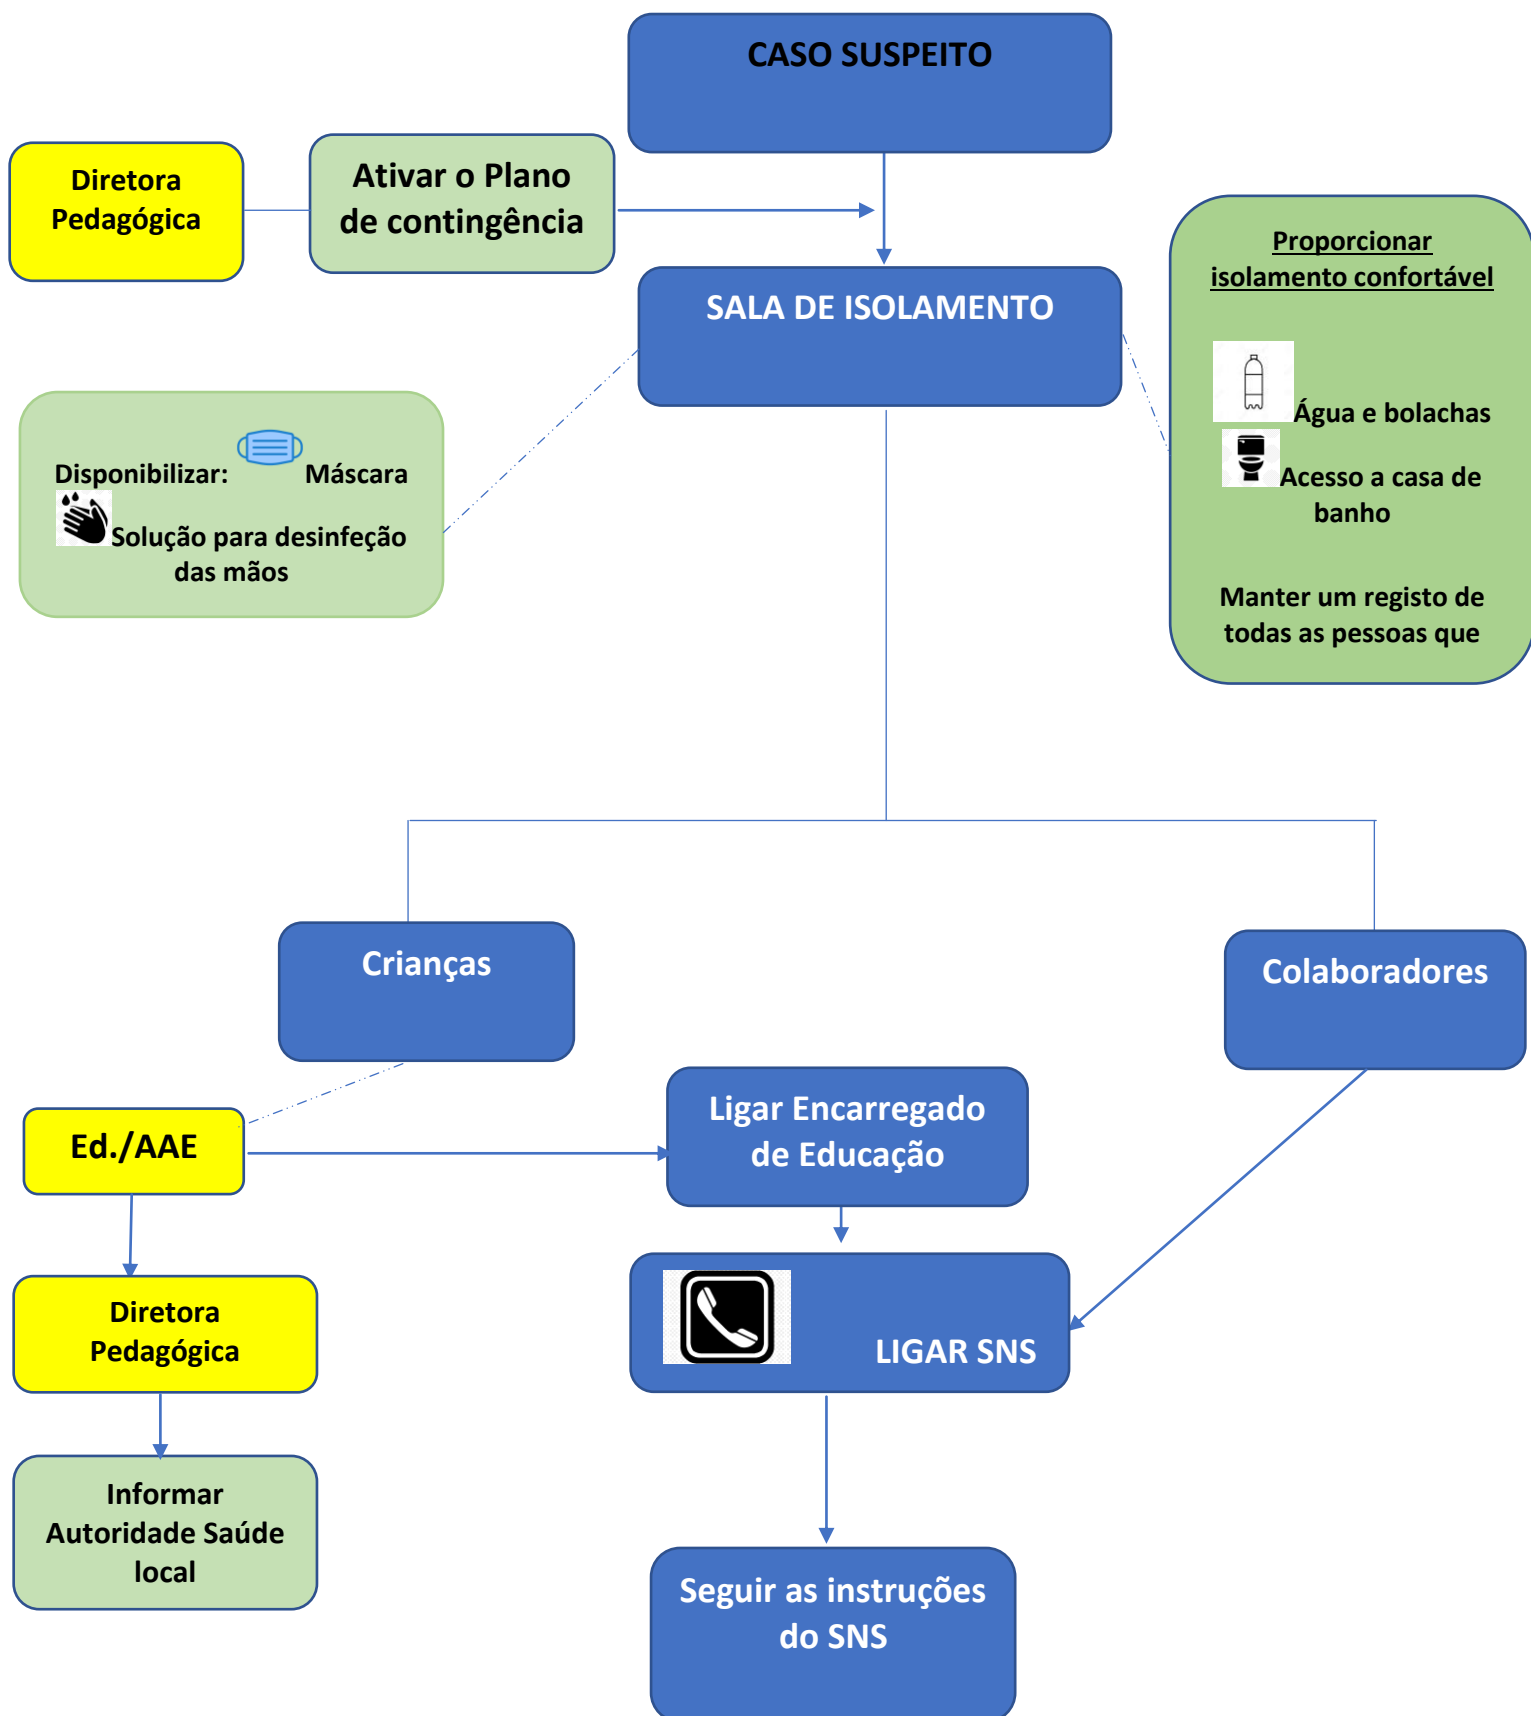 CASO SUSPEITO
Diretora
Pedagógica
Ativar o Plano
de contingência
SALA DE ISOLAMENTO
Proporcionar
isolamento confortável
Água e bolachas
Acesso a casa de
banho
Manter um registo de
todas as pessoas que
Disponibilizar: Máscara
Solução para desinfeção
das mãos
Crianças
Colaboradores
Ed./AAE
Ligar Encarregado
de Educação
Diretora
Pedagógica
LIGAR SNS
Informar
Autoridade Saúde
local
Seguir as instruções
do SNS